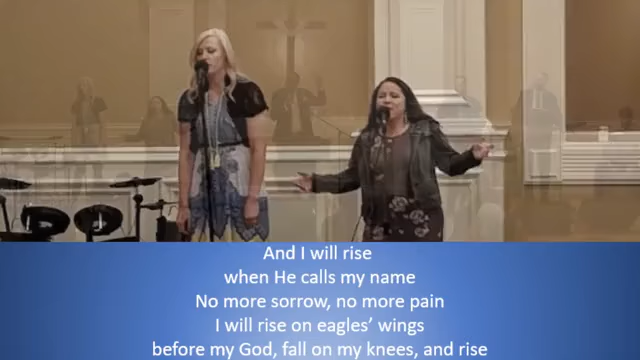 And I will rise
when He calls my name
No more sorrow, no more pain
I will rise on eagles' wings
before my God, fall on my knees, and rise